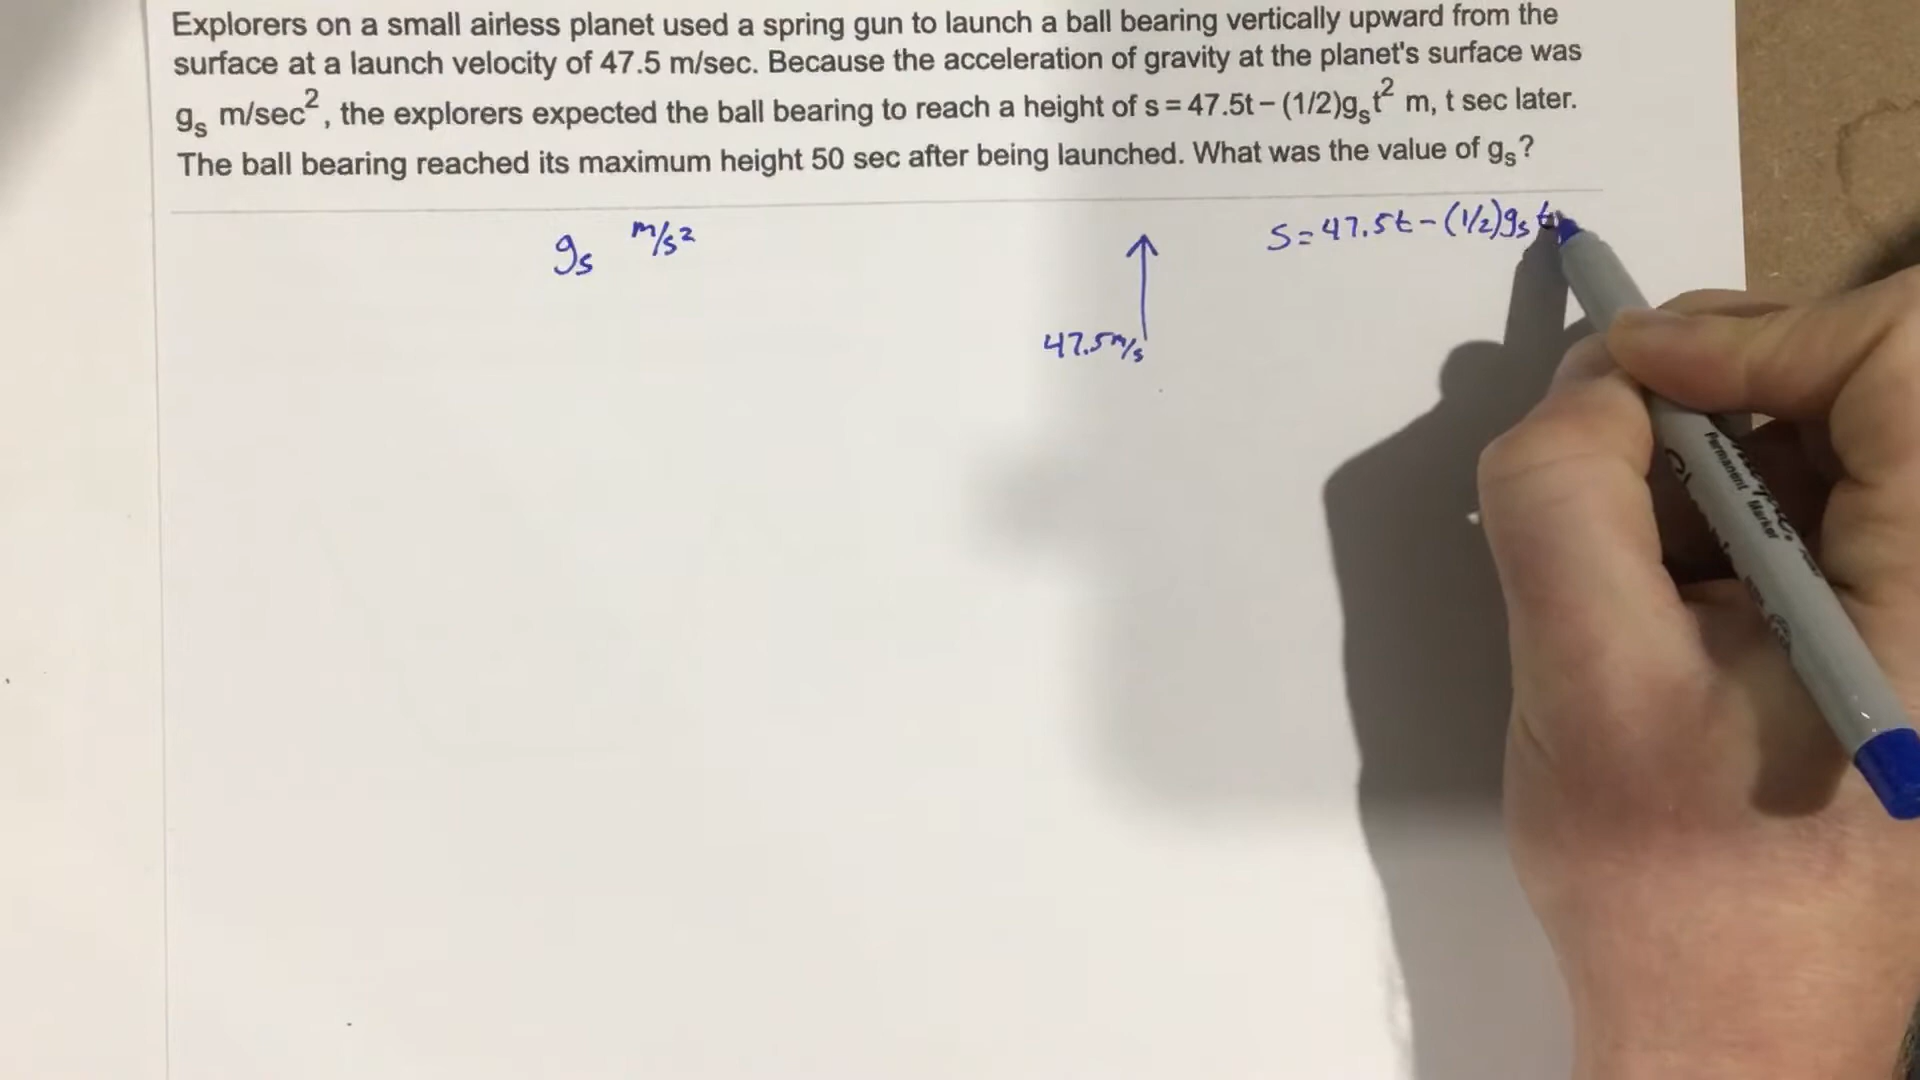 Explorers on a small airless planet used a spring gun to launch a ball bearing vertically upward from the
surface at a launch velocity of 47.5 m/sec. Because the acceleration of gravity at the planet's surface was
gₛ m/sec², the explorers expected the ball bearing to reach a height of s = 47.5t − (1/2)gₛt² m, t sec later.
The ball bearing reached its maximum height 50 sec after being launched. What was the value of gₛ?
gₛ m/s²
S = 47.5t − (1/2)gₛt
47.5m/s
Permanent Marker